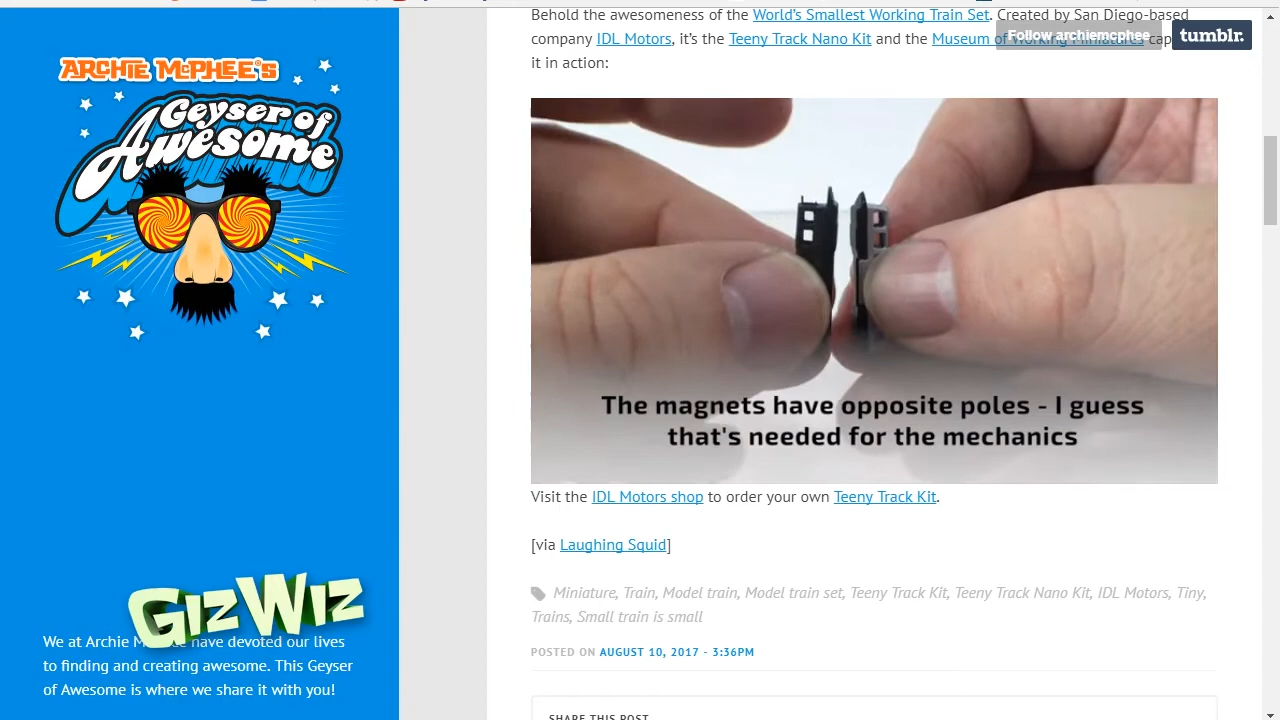 Behold the awesomeness of the World's Smallest Working Train Set. Created by San Diego-based
company IDL Motors, it's the Teeny Track Nano Kit and the Museum of Working Miniatures cap
it in action:
Follow archiemcphee
tumblr.
ARCHIE McPHEE'S
Geyser of
Awesome
The magnets have opposite poles - I guess
that's needed for the mechanics
Visit the IDL Motors shop to order your own Teeny Track Kit.
[via Laughing Squid]
Miniature, Train, Model train, Model train set, Teeny Track Kit, Teeny Track Nano Kit, IDL Motors, Tiny,
Trains, Small train is small
POSTED ON AUGUST 10, 2017 - 3:36PM
SHARE THIS POST
GizWiz
We at Archie McPhee have devoted our lives
to finding and creating awesome. This Geyser
of Awesome is where we share it with you!